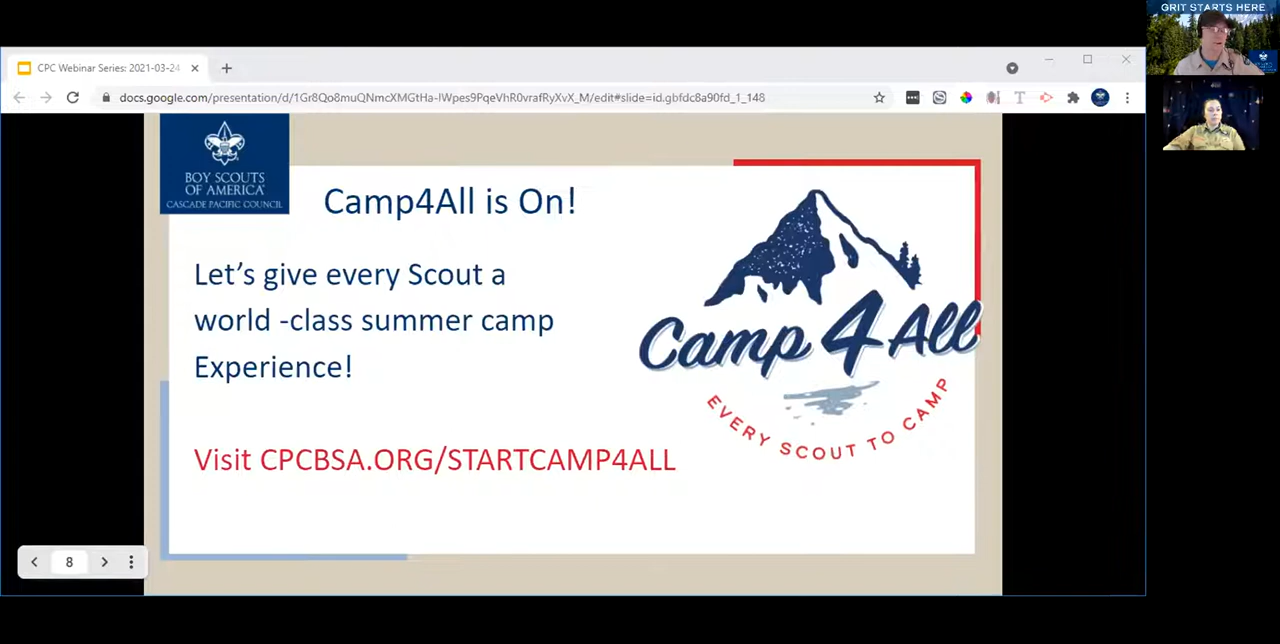 GRIT STARTS HERE
CPC Webinar Series: 2021-03-24
docs.google.com/presentation/d/1Gr8Qo8muQNmcXMGtHa-IWpes9PqeVhR0vrafRyXvX_M/edit#slide=id.gbfdc8a90fd_1_148
BOY SCOUTS
OF AMERICA
CASCADE PACIFIC COUNCIL
Camp4All is On!
Let's give every Scout a
world -class summer camp
Experience!
Visit CPCBSA.ORG/STARTCAMP4ALL
Camp 4 All
EVERY SCOUT TO CAMP
8